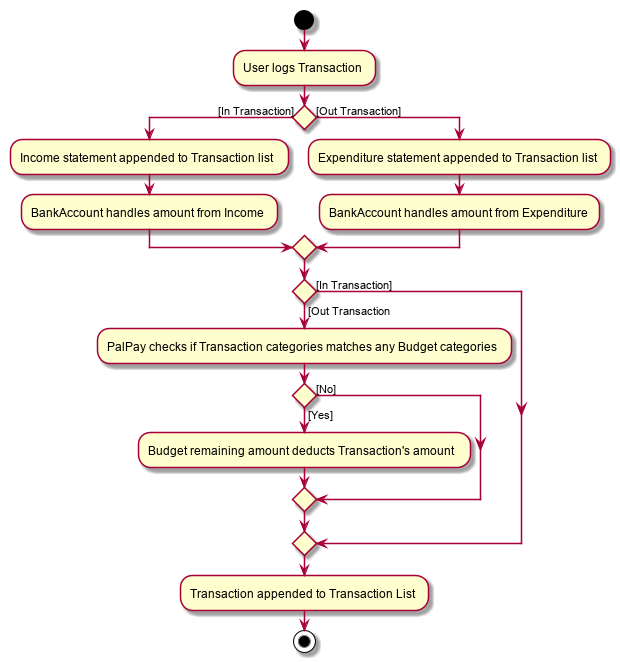 User logs Transaction
[In Transaction]
[Out Transaction]
Income statement appended to Transaction list
Expenditure statement appended to Transaction list
BankAccount handles amount from Income
BankAccount handles amount from Expenditure
[In Transaction]
[Out Transaction
PalPay checks if Transaction categories matches any Budget categories
[No]
[Yes]
Budget remaining amount deducts Transaction's amount
Transaction appended to Transaction List